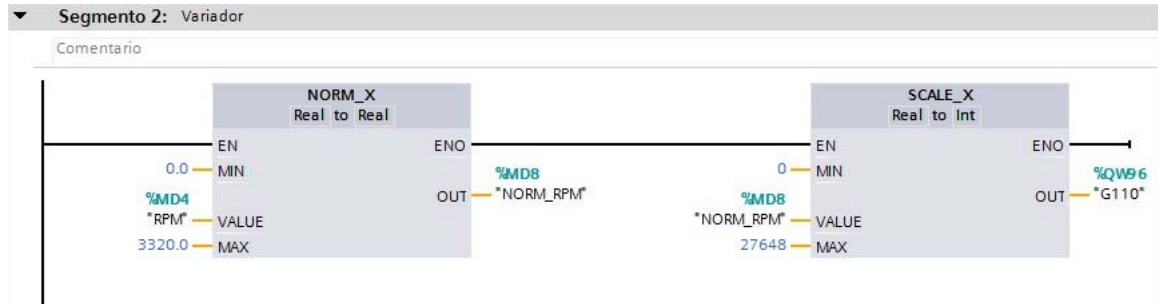 Segmento 2: Variador
Comentario
NORM_X
Real to Real
EN
ENO
0.0
MIN
%MD8
OUT
"NORM_RPM"
%MD4
"RPM"
VALUE
3320.0
MAX
SCALE_X
Real to Int
EN
ENO
0
MIN
%QW96
OUT
"G110"
%MD8
"NORM_RPM"
VALUE
27648
MAX